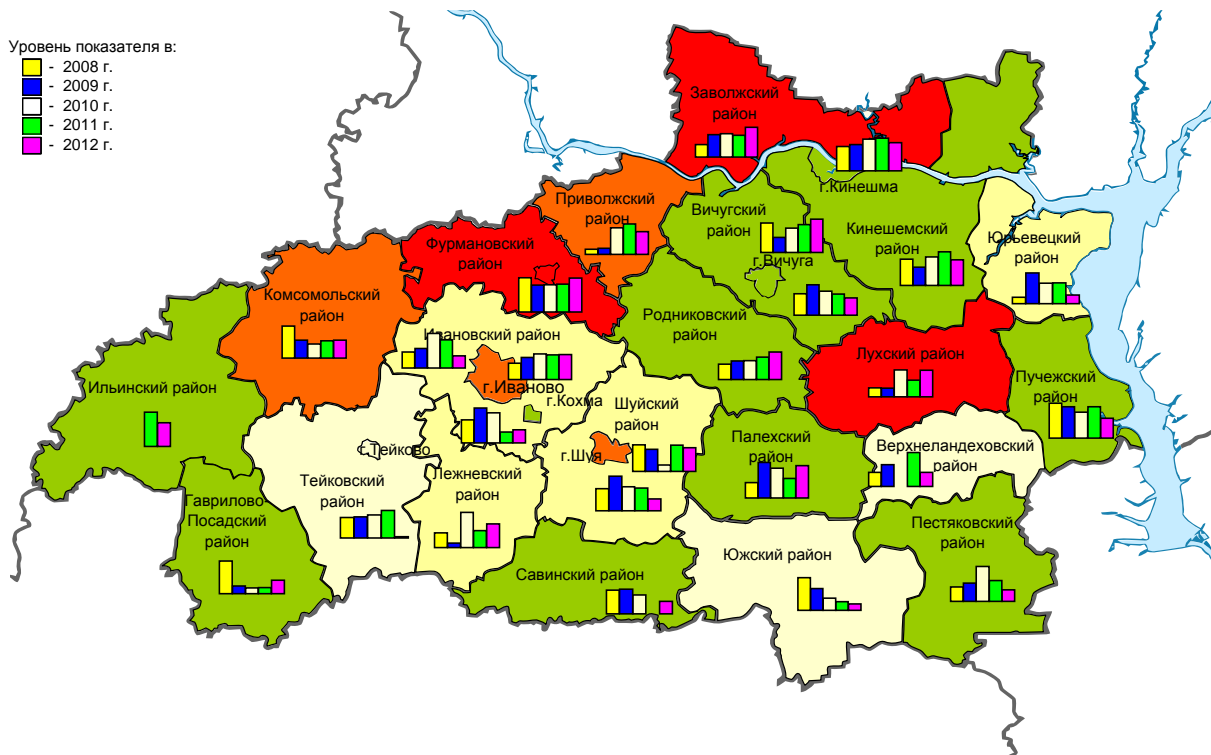 Уровень показателя в:
- 2008 г.
- 2009 г.
- 2010 г.
- 2011 г.
- 2012 г.
Заволжский
район
г.Кинешма
Приволжский
район
Вичугский
район
Кинешемский
район
Юрьевецкий
район
Фурмановский
район
г.Вичуга
Комсомольский
район
Родниковский
район
Ивановский район
Лухский район
Ильинский район
г.Иваново
Пучежский
район
г.Кохма
Шуйский
район
Палехский
район
Верхнеландеховский
район
г.Тейково
г.Шуя
Лежневский
район
Тейковский
район
Гаврилово-
Посадский
район
Пестяковский
район
Южский район
Савинский район